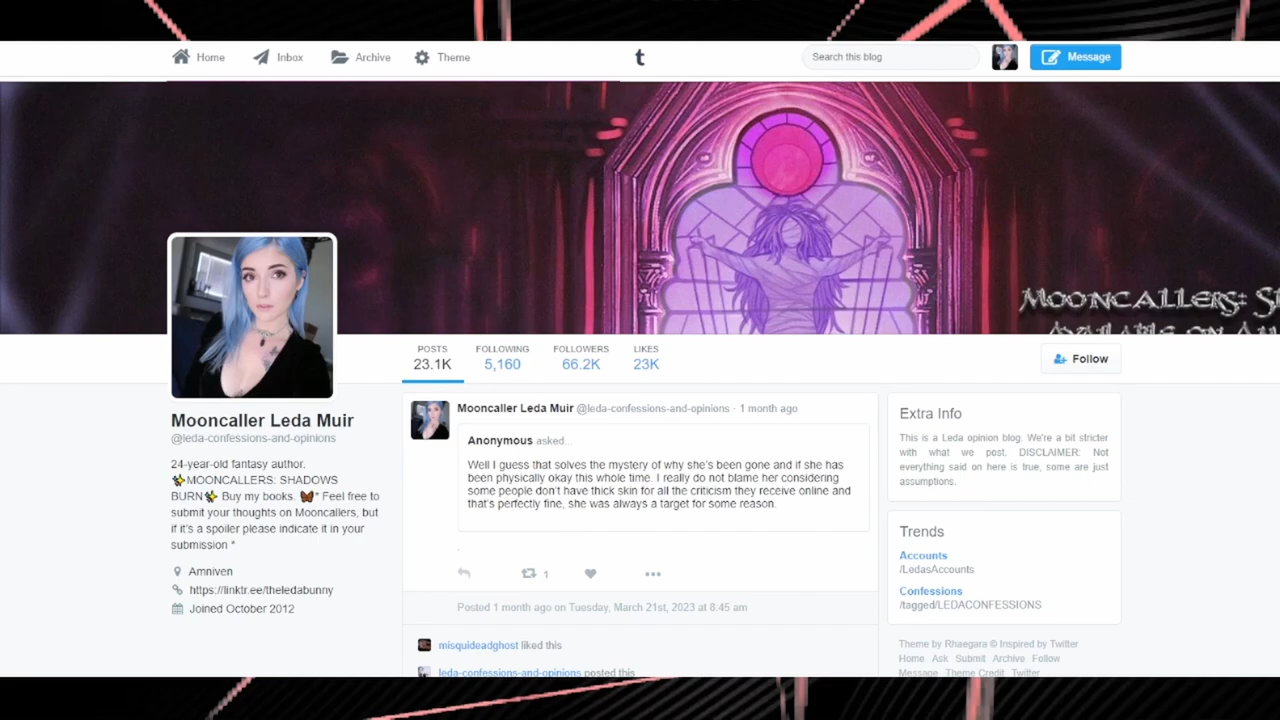 Home Inbox Archive Theme t Search this blog Message
MOONCALLERS: S
AVAILABLE ON A
POSTS FOLLOWING FOLLOWERS LIKES
23.1K 5,160 66.2K 23K
Follow
Mooncaller Leda Muir
@leda-confessions-and-opinions
24-year-old fantasy author.
✨MOONCALLERS: SHADOWS
BURN✨ Buy my books. 🦋* Feel free to
submit your thoughts on Mooncallers, but
if it's a spoiler please indicate it in your
submission *
Amniven
https://linktr.ee/theledabunny
Joined October 2012
Mooncaller Leda Muir @leda-confessions-and-opinions · 1 month ago
Anonymous asked...
Well I guess that solves the mystery of why she's been gone and if she has
been physically okay this whole time. I really do not blame her considering
some people don't have thick skin for all the criticism they receive online and
that's perfectly fine, she was always a target for some reason.
.
1
Posted 1 month ago on Tuesday, March 21st, 2023 at 8:45 am
misquideadghost liked this
leda-confessions-and-opinions posted this
Extra Info
This is a Leda opinion blog. We're a bit stricter
with what we post. DISCLAIMER: Not
everything said on here is true, some are just
assumptions.
Trends
Accounts
/LedasAccounts
Confessions
/tagged/LEDACONFESSIONS
Theme by Rhaegara © Inspired by Twitter
Home Ask Submit Archive Follow
Message Theme Credit Twitter